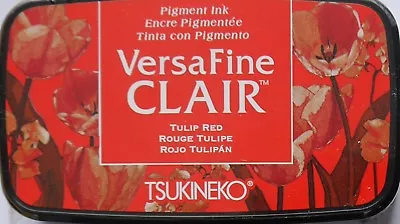 Pigment Ink
Encre Pigmentée
Tinta con Pigmento
VersaFine
CLAIR™
TULIP RED
ROUGE TULIPE
ROJO TULIPÁN
TSUKINEKO®